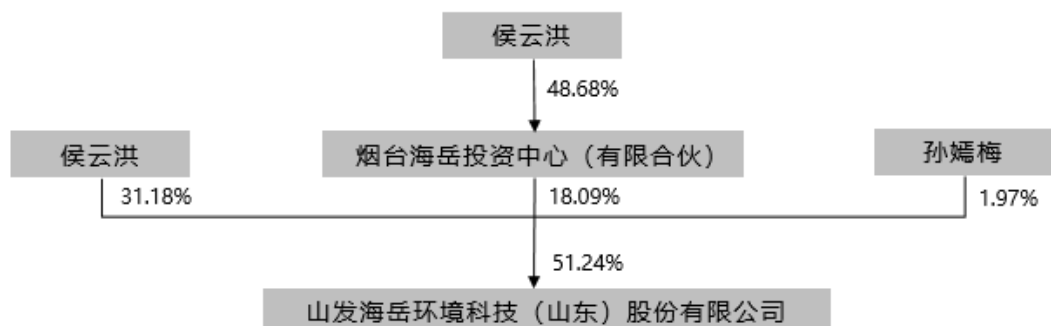 侯云洪
48.68%
侯云洪
烟台海岳投资中心（有限合伙）
孙嫣梅
31.18%
18.09%
1.97%
51.24%
山发海岳环境科技（山东）股份有限公司